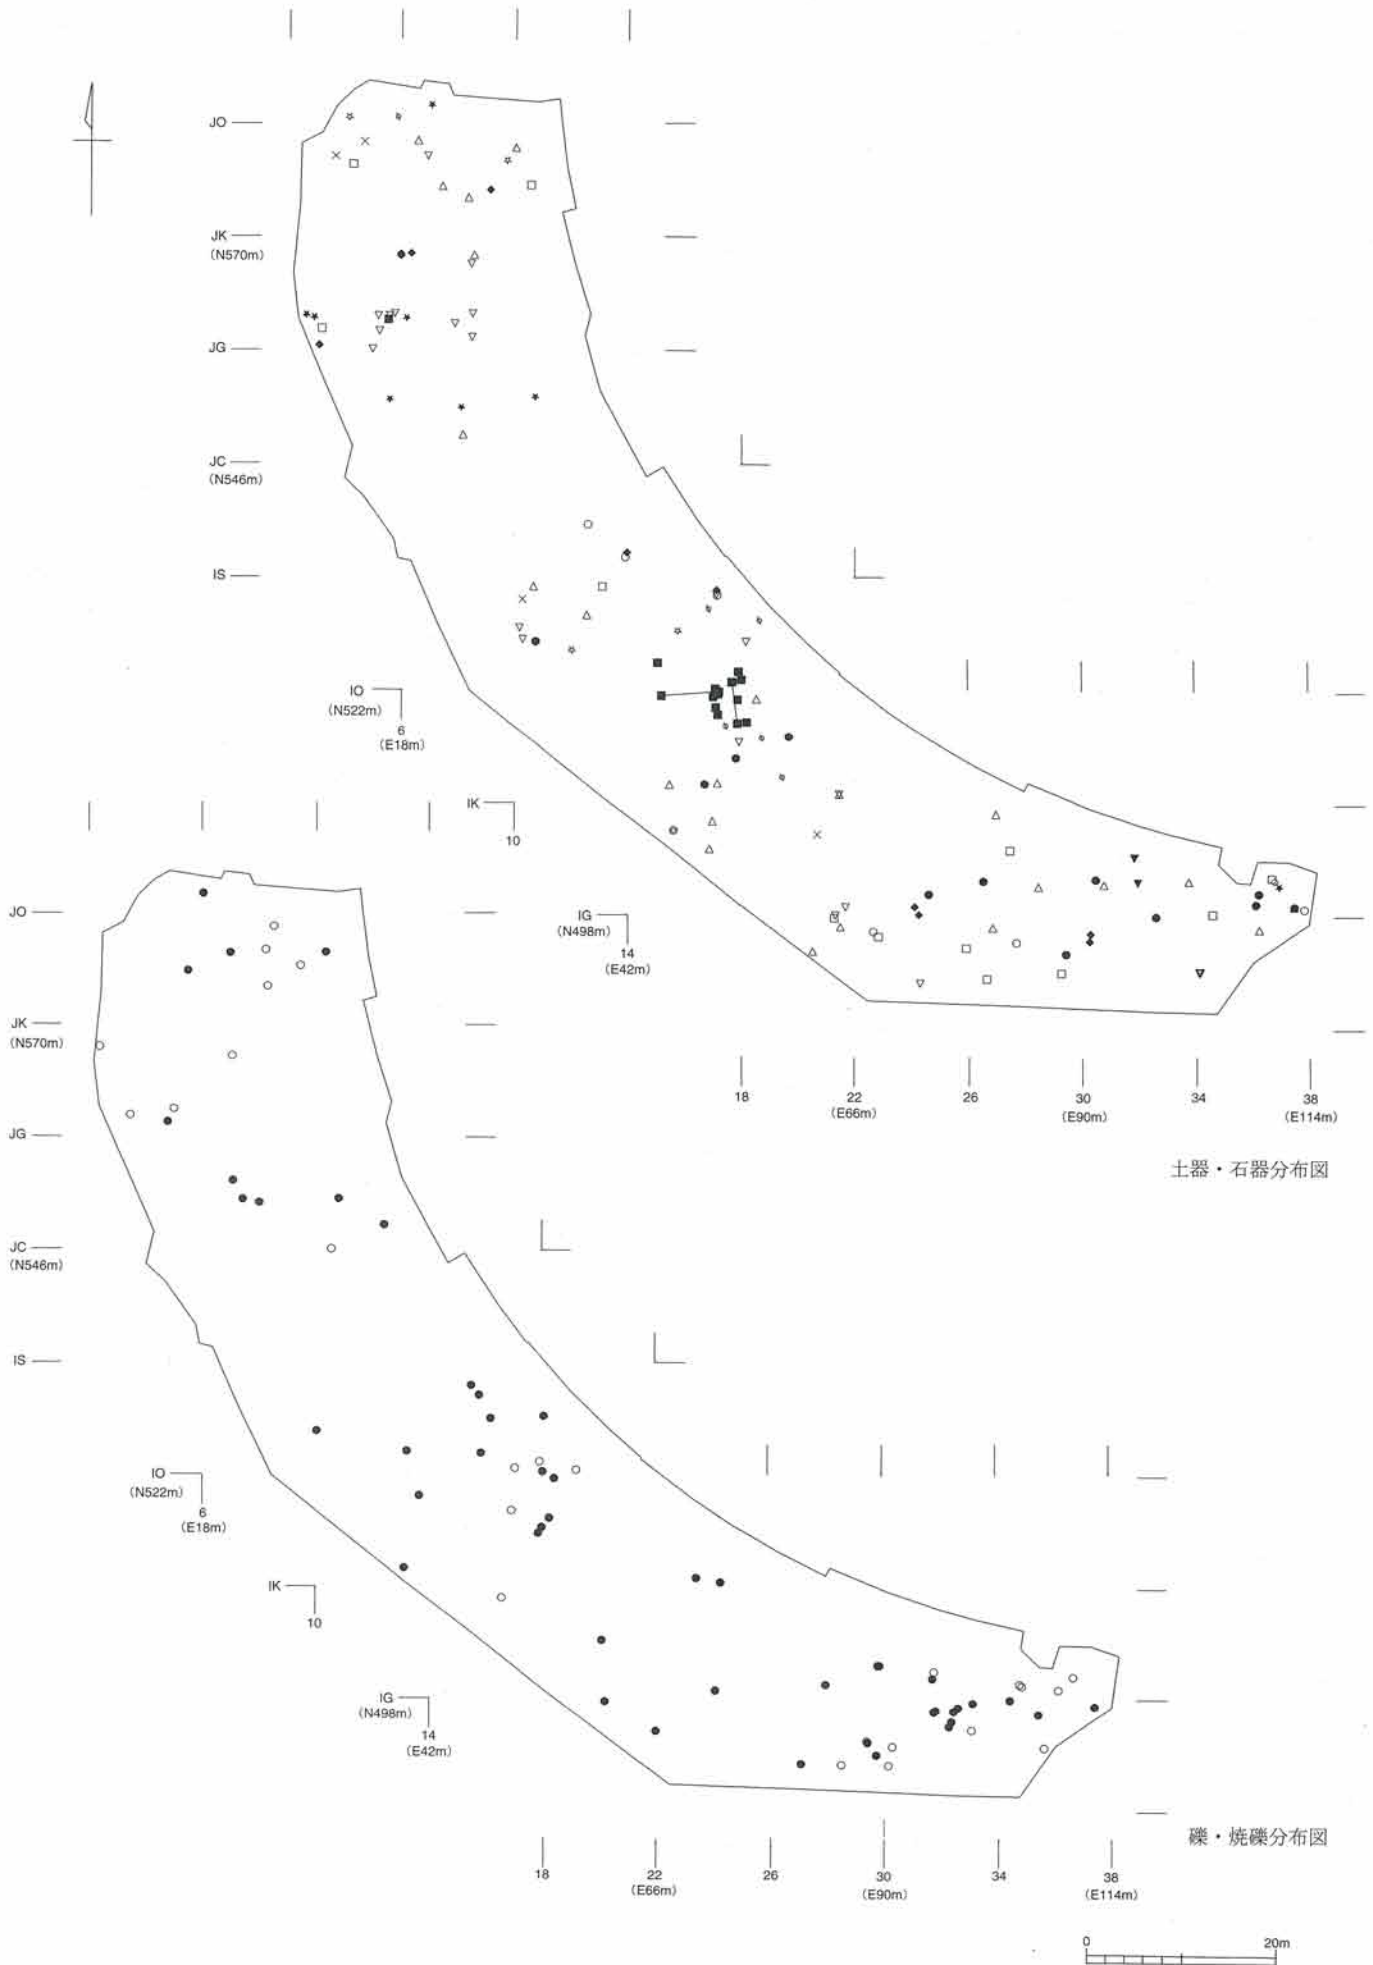 JO
JK
(N570m)
JG
JC
(N546m)
IS
IO
(N522m)
6
(E18m)
IK
10
IG
(N498m)
14
(E42m)
18
22
(E66m)
26
30
(E90m)
34
38
(E114m)
土器・石器分布図
JO
JK
(N570m)
JG
JC
(N546m)
IS
IO
(N522m)
6
(E18m)
IK
10
IG
(N498m)
14
(E42m)
18
22
(E66m)
26
30
(E90m)
34
38
(E114m)
礫・焼礫分布図
0
20m